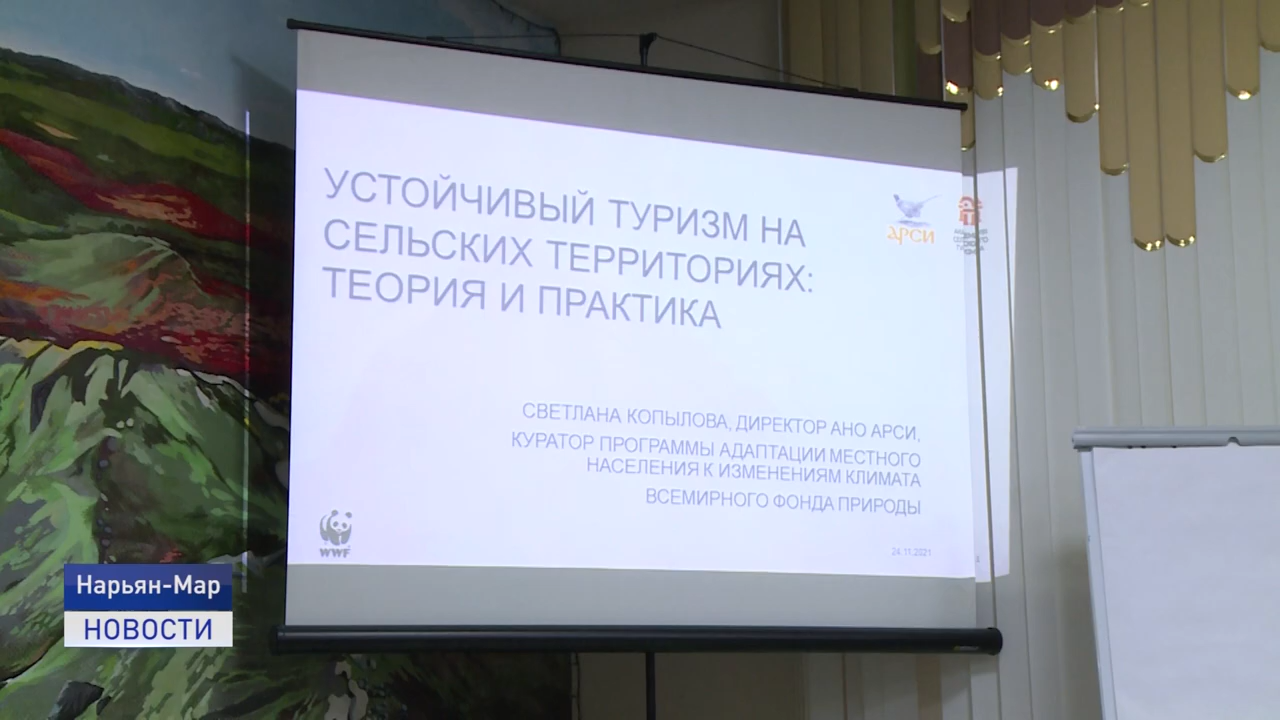 УСТОЙЧИВЫЙ ТУРИЗМ НА
СЕЛЬСКИХ ТЕРРИТОРИЯХ:
ТЕОРИЯ И ПРАКТИКА
АРСИ
СВЕТЛАНА КОПЫЛОВА, ДИРЕКТОР АНО АРСИ,
КУРАТОР ПРОГРАММЫ АДАПТАЦИИ МЕСТНОГО
НАСЕЛЕНИЯ К ИЗМЕНЕНИЯМ КЛИМАТА
ВСЕМИРНОГО ФОНДА ПРИРОДЫ
WWF
24.11.2021
Нарьян-Мар
НОВОСТИ